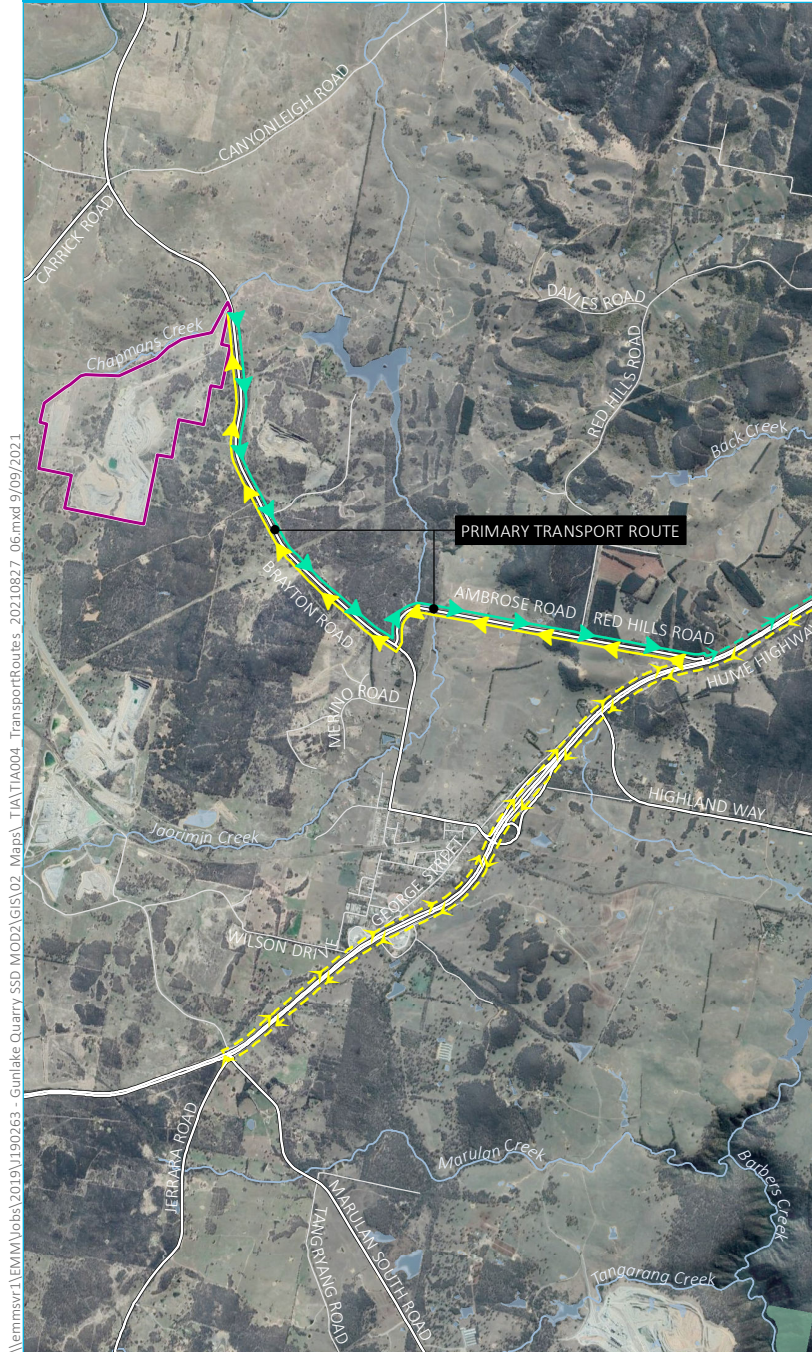 CANYONLEIGH ROAD
CARRICK ROAD
DAVIES ROAD
Chapmans Creek
RED HILLS ROAD
Back Creek
PRIMARY TRANSPORT ROUTE
BRAYTON ROAD
AMBROSE ROAD
RED HILLS ROAD
HUME HIGHWAY
MERINO ROAD
HIGHLAND WAY
Jaorimin Creek
GEORGE STREET
WILSON DRIVE
JERRARA ROAD
Marulan Creek
Barbers Creek
MARULAN SOUTH ROAD
TANGRYANG ROAD
Tangarang Creek
\\emmsvr1\EMM\Jobs\2019\J190263 - Gunlake Quarry SSD MOD2\GIS\02_Maps\_TIA\TIA004_TransportRoutes_20210827_06.mxd 9/09/2021